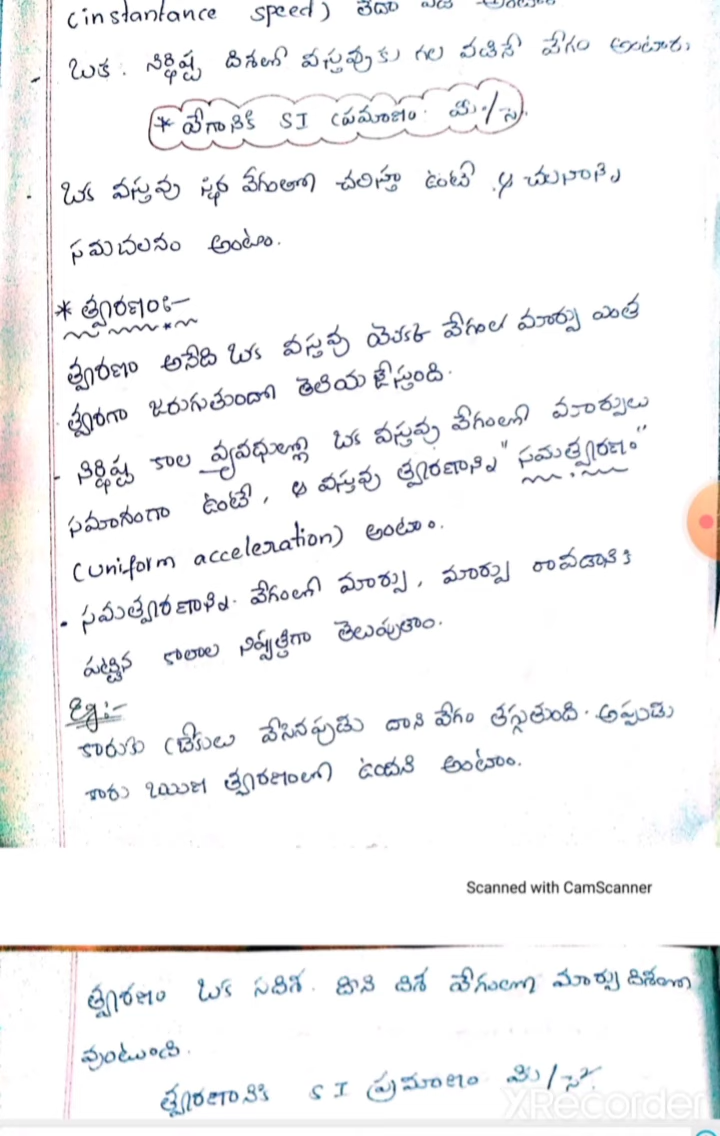 (instantance speed) లేదా వడి అంటారు
ఒక నిర్ధిష్ట దిశలో వస్తువుకు గల వడినే వేగం అంటారు.
* వేగానికి SI ప్రమాణం మీ/సె.
ఒక వస్తువు స్థిర వేగంతో చలిస్తూ ఉంటే ఆ చలనాన్ని
సమచలనం అంటాం.
* త్వరణం:-
త్వరణం అనేది ఒక వస్తువు యొక్క వేగంలో మార్పు ఎంత
త్వరగా జరుగుతుందో తెలియజేస్తుంది.
- నిర్ధిష్ట కాల వ్యవధుల్లో ఒక వస్తువు వేగంలో మార్పులు
సమానంగా ఉంటే, ఆ వస్తువు త్వరణాన్ని "సమత్వరణం"
(uniform acceleration) అంటాం.
. సమత్వరణాన్ని. వేగంలో మార్పు, మార్పు రావడానికి
పట్టిన కాలాల నిష్పత్తిగా తెలుపుతాం.
Eg:-
కారుకు బ్రేకులు వేసినపుడు దాని వేగం తగ్గుతుంది. అప్పుడు
కారు ఋణ త్వరణంలో ఉందని అంటాం.
Scanned with CamScanner
త్వరణం ఒక సదిశ. దీని దిశ వేగంలో మార్పు దిశలో
వుంటుంది.
త్వరణానికి SI ప్రమాణం మీ/సె².
XRecorder